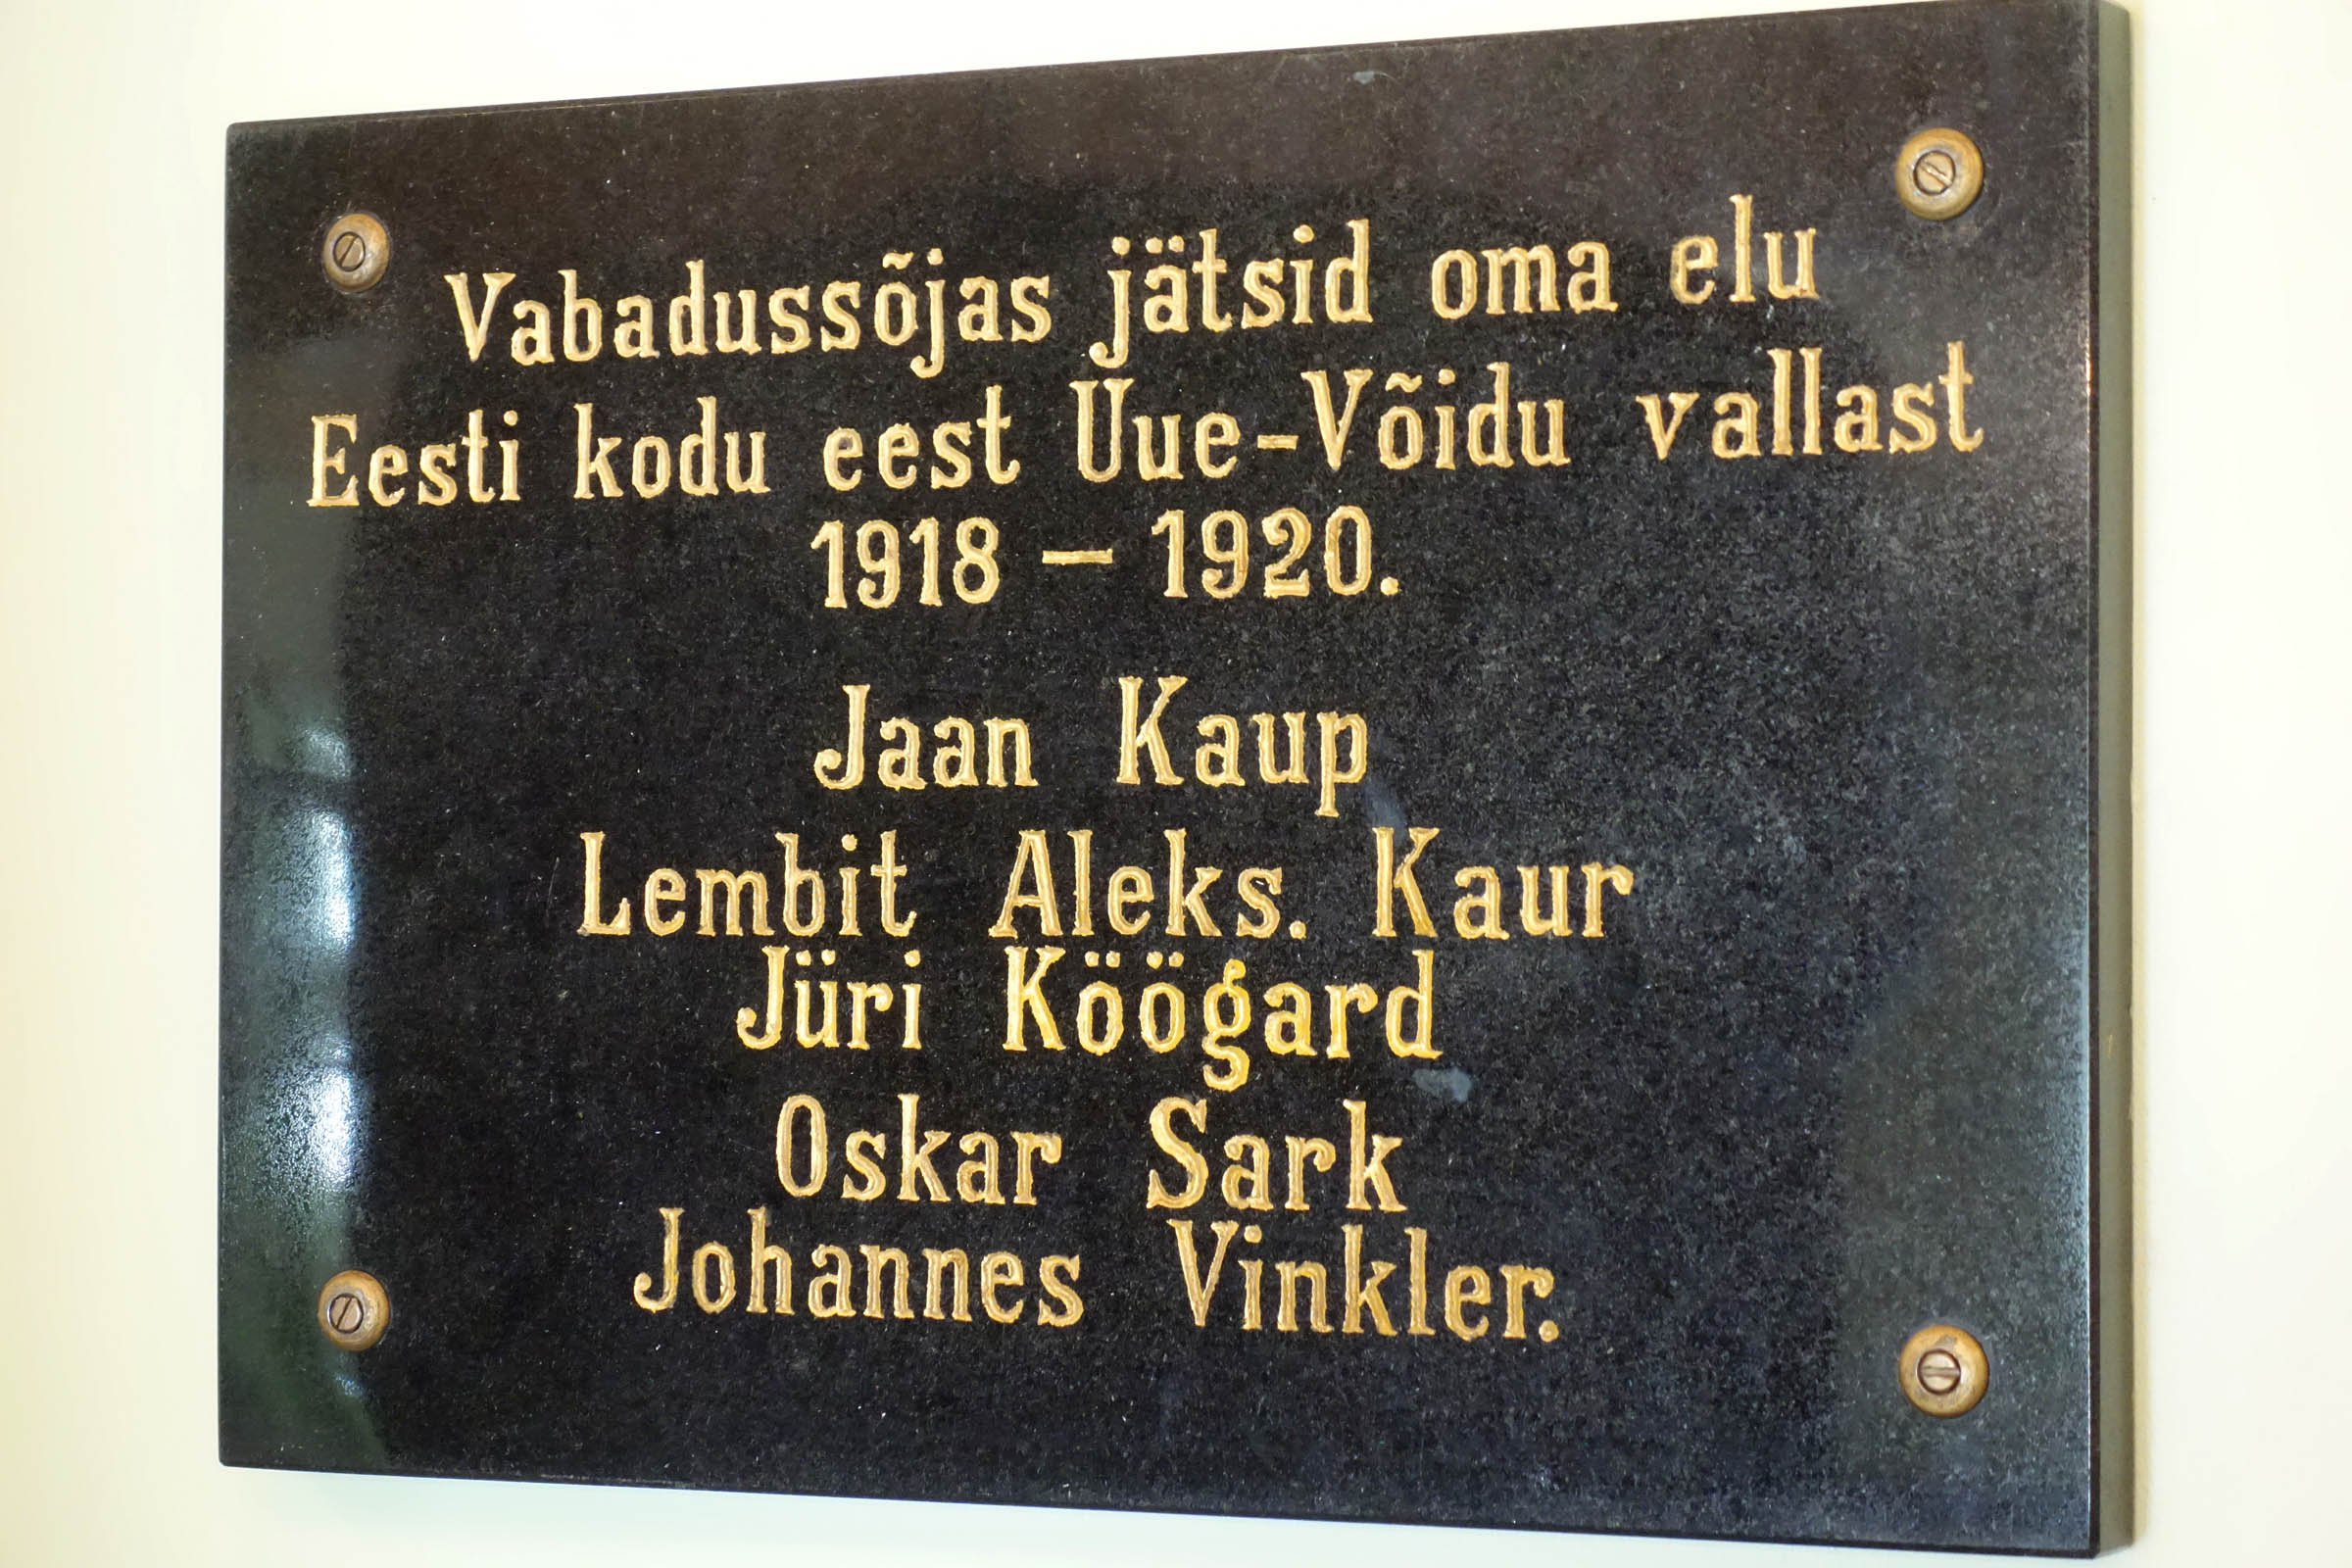 Vabadussõjas jätsid oma elu
Eesti kodu eest Uue-Võidu vallast
1918 – 1920.
Jaan Kaup
Lembit Aleks. Kaur
Jüri Köögard
Oskar Sark
Johannes Vinkler.